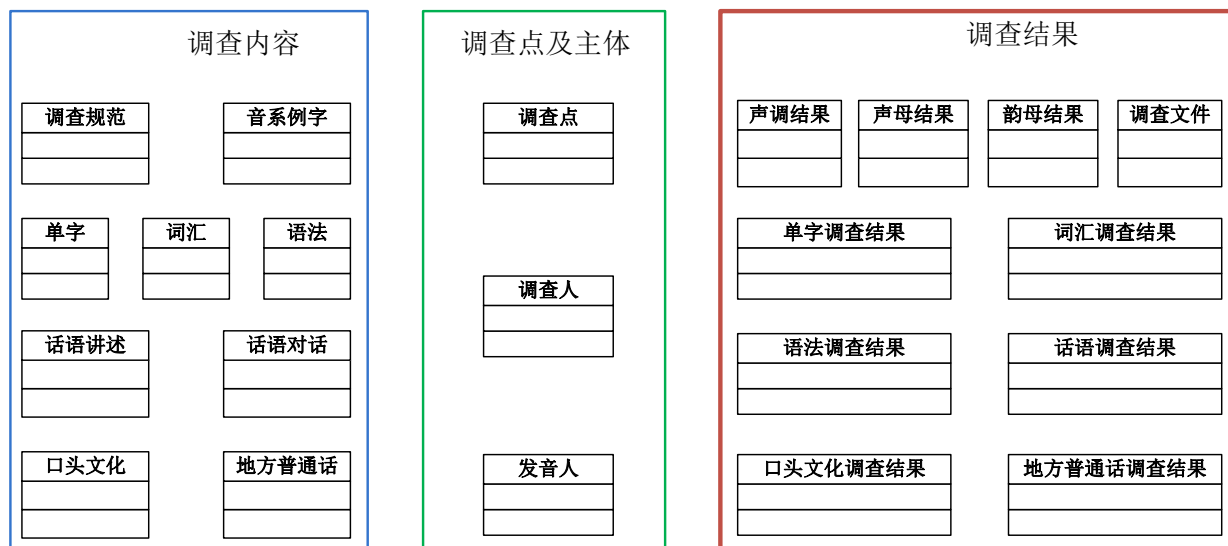 调查内容
调查规范
音系例字
单字
词汇
语法
话语讲述
话语对话
口头文化
地方普通话
调查点及主体
调查点
调查人
发音人
调查结果
声调结果
声母结果
韵母结果
调查文件
单字调查结果
词汇调查结果
语法调查结果
话语调查结果
口头文化调查结果
地方普通话调查结果